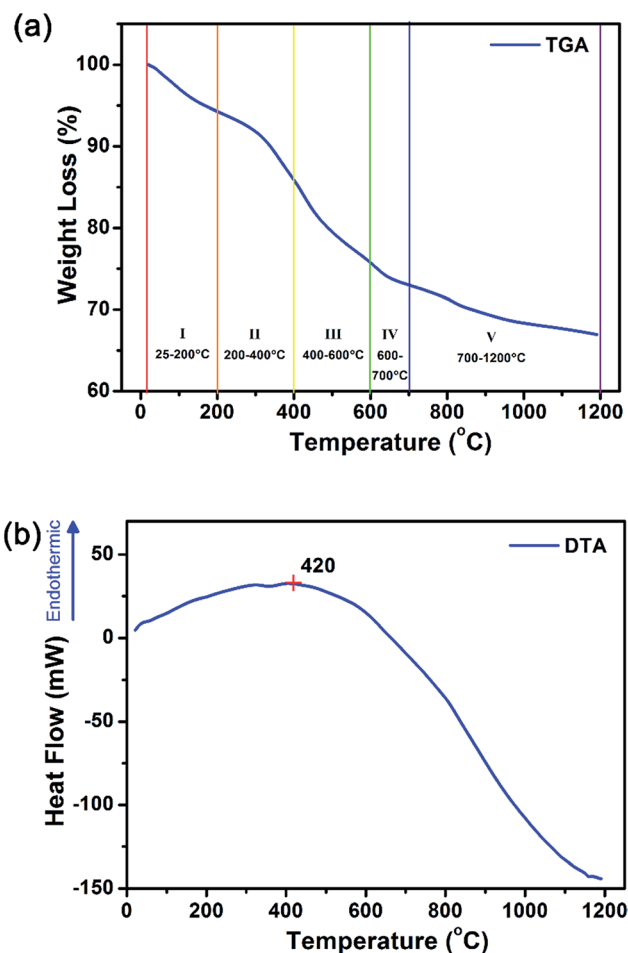 (a)
TGA
Weight Loss (%)
100
90
80
70
60
I
25-200°C
II
200-400°C
III
400-600°C
IV
600-
700°C
V
700-1200°C
0 200 400 600 800 1000 1200
Temperature (°C)
(b)
Endothermic
DTA
420
Heat Flow (mW)
50
0
-50
-100
-150
0 200 400 600 800 1000 1200
Temperature (°C)